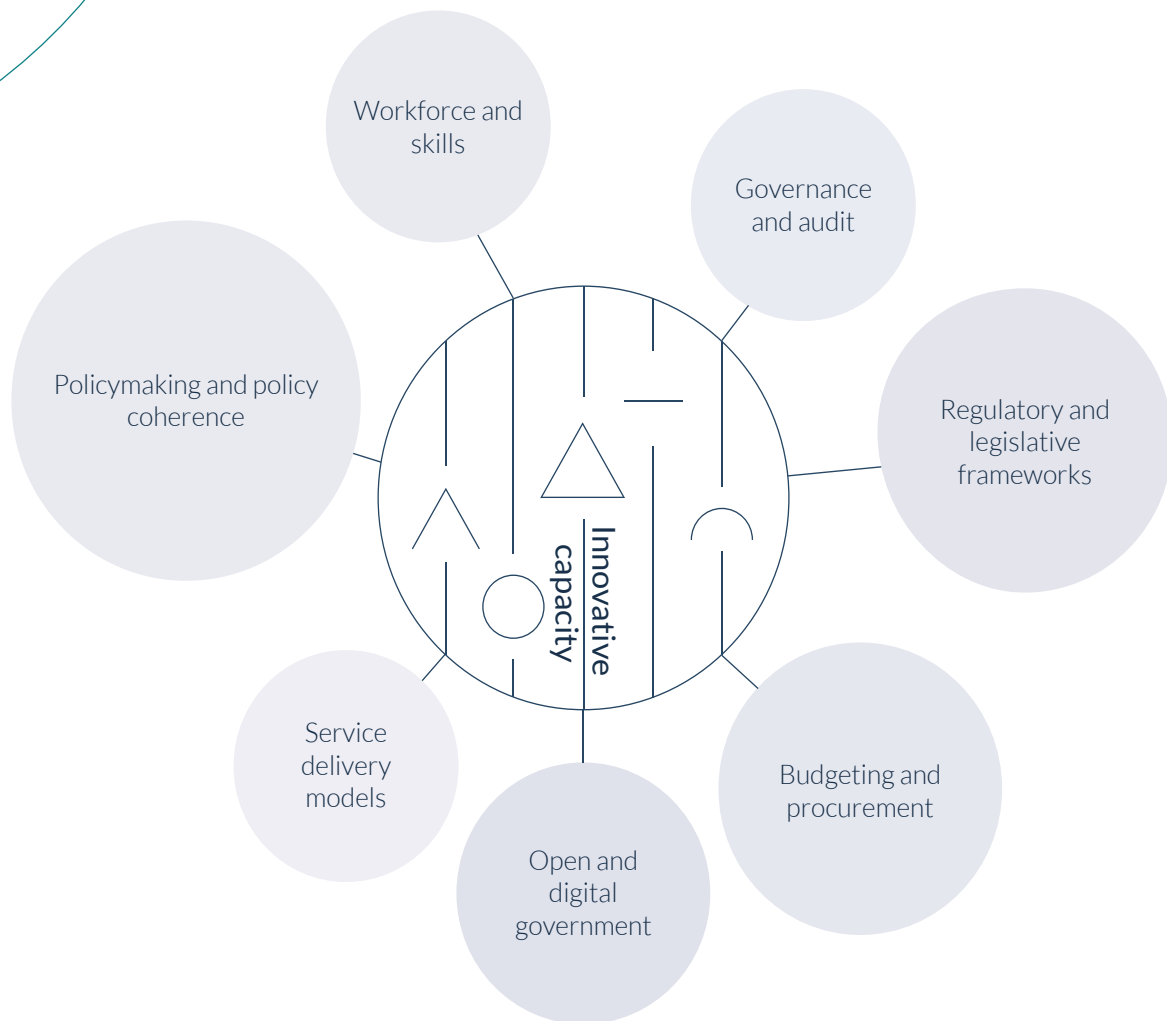 Workforce and
skills
Governance
and audit
Policymaking and policy
coherence
Regulatory and
legislative
frameworks
Innovative
capacity
Service
delivery
models
Budgeting and
procurement
Open and
digital
government